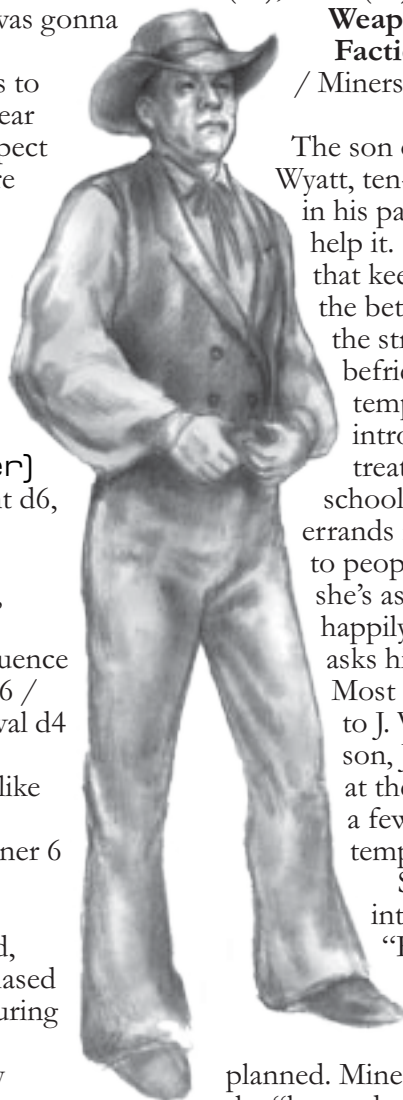 was gonna
s to
ear
pect
re
er)
t d6,
,
uence
6 /
val d4
like
ner 6
d,
ased
uring
y
Weap
Factio
/ Miners
The son
Wyatt, ten-
in his pa
help it.
that kee
the bet
the str
befrie
temp
intro
treat
school
errands
to peop
she's as
happily
asks hi
Most
to J. W
son, J
at the
a few
temp
S
int
planned. Mine